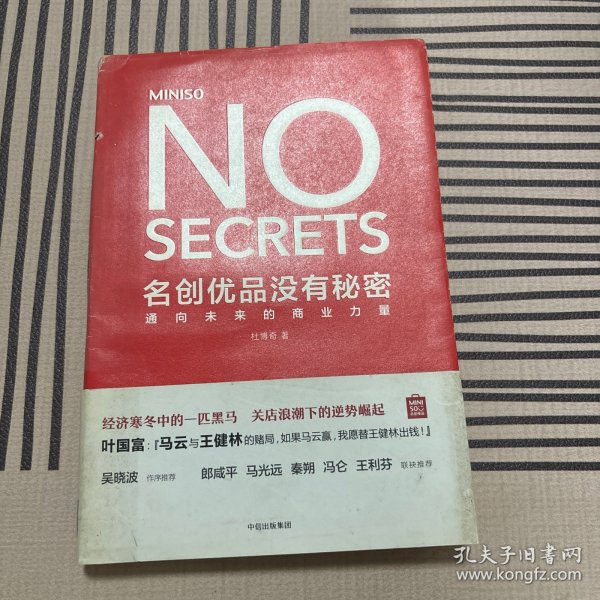 MINISO
NO
SECRETS
名创优品没有秘密
通向未来的商业力量
杜博奇 著
经济寒冬中的一匹黑马 关店浪潮下的逆势崛起
MINI
SO
叶国富：『马云与王健林的赌局，如果马云赢，我愿替王健林出钱！』
吴晓波 作序推荐 郎咸平 马光远 秦朔 冯仑 王利芬 联袂推荐
中信出版集团
孔夫子旧书网
www.kongfz.com